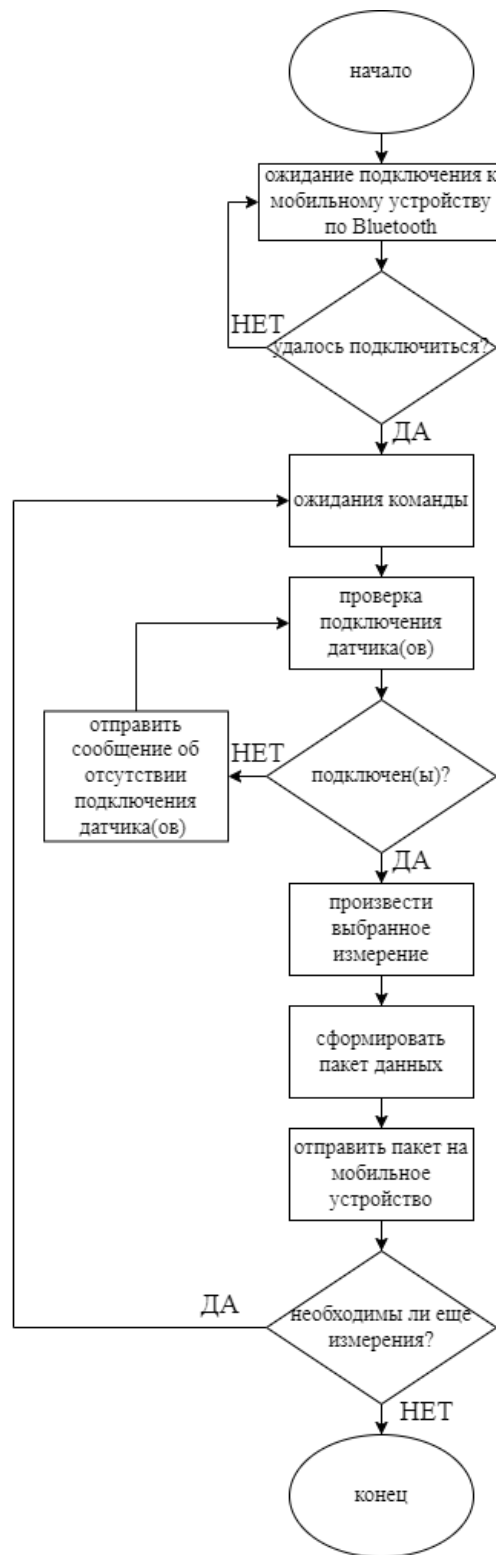 начало
ожидание подключения к
мобильному устройству
по Bluetooth
НЕТ
удалось подключиться?
ДА
ожидания команды
проверка
подключения
датчика(ов)
отправить
сообщение об
отсутствии
подключения
датчика(ов)
НЕТ
подключен(ы)?
ДА
произвести
выбранное
измерение
сформировать
пакет данных
отправить пакет на
мобильное
устройство
ДА
необходимы ли еще
измерения?
НЕТ
конец